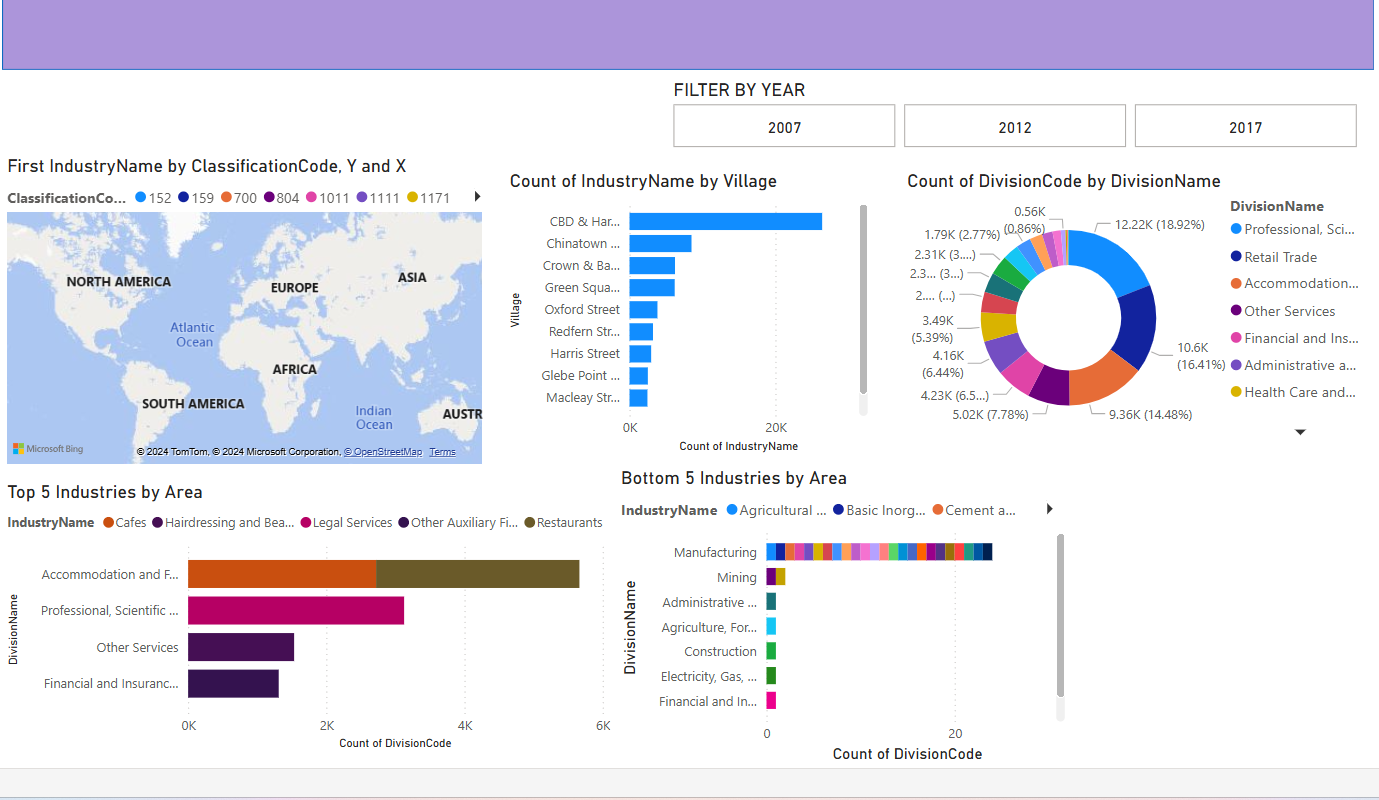 FILTER BY YEAR
2007
2012
2017
First IndustryName by ClassificationCode, Y and X
ClassificationCo... 152 159 700 804 1011 1111 1171
NORTH AMERICA
EUROPE
ASIA
Atlantic
Ocean
AFRICA
SOUTH AMERICA
Indian
Ocean
AUSTR
Microsoft Bing
© 2024 TomTom, © 2024 Microsoft Corporation, © OpenStreetMap Terms
Count of IndustryName by Village
Village
CBD & Har...
Chinatown ...
Crown & Ba...
Green Squa...
Oxford Street
Redfern Str...
Harris Street
Glebe Point ...
Macleay Str...
0K 20K
Count of IndustryName
Count of DivisionCode by DivisionName
0.56K
(0.86%)
12.22K (18.92%)
1.79K (2.77%)
2.31K (3...)
2.3... (3...)
2.... (...)
3.49K
(5.39%)
4.16K
(6.44%)
4.23K (6.5...)
5.02K (7.78%)
9.36K (14.48%)
10.6K
(16.41%)
DivisionName
Professional, Sci...
Retail Trade
Accommodation...
Other Services
Financial and Ins...
Administrative a...
Health Care and...
Top 5 Industries by Area
IndustryName Cafes Hairdressing and Bea... Legal Services Other Auxiliary Fi... Restaurants
DivisionName
Accommodation and F...
Professional, Scientific ...
Other Services
Financial and Insuranc...
0K 2K 4K 6K
Count of DivisionCode
Bottom 5 Industries by Area
IndustryName Agricultural ... Basic Inorg... Cement a...
DivisionName
Manufacturing
Mining
Administrative ...
Agriculture, For...
Construction
Electricity, Gas, ...
Financial and In...
0 20
Count of DivisionCode